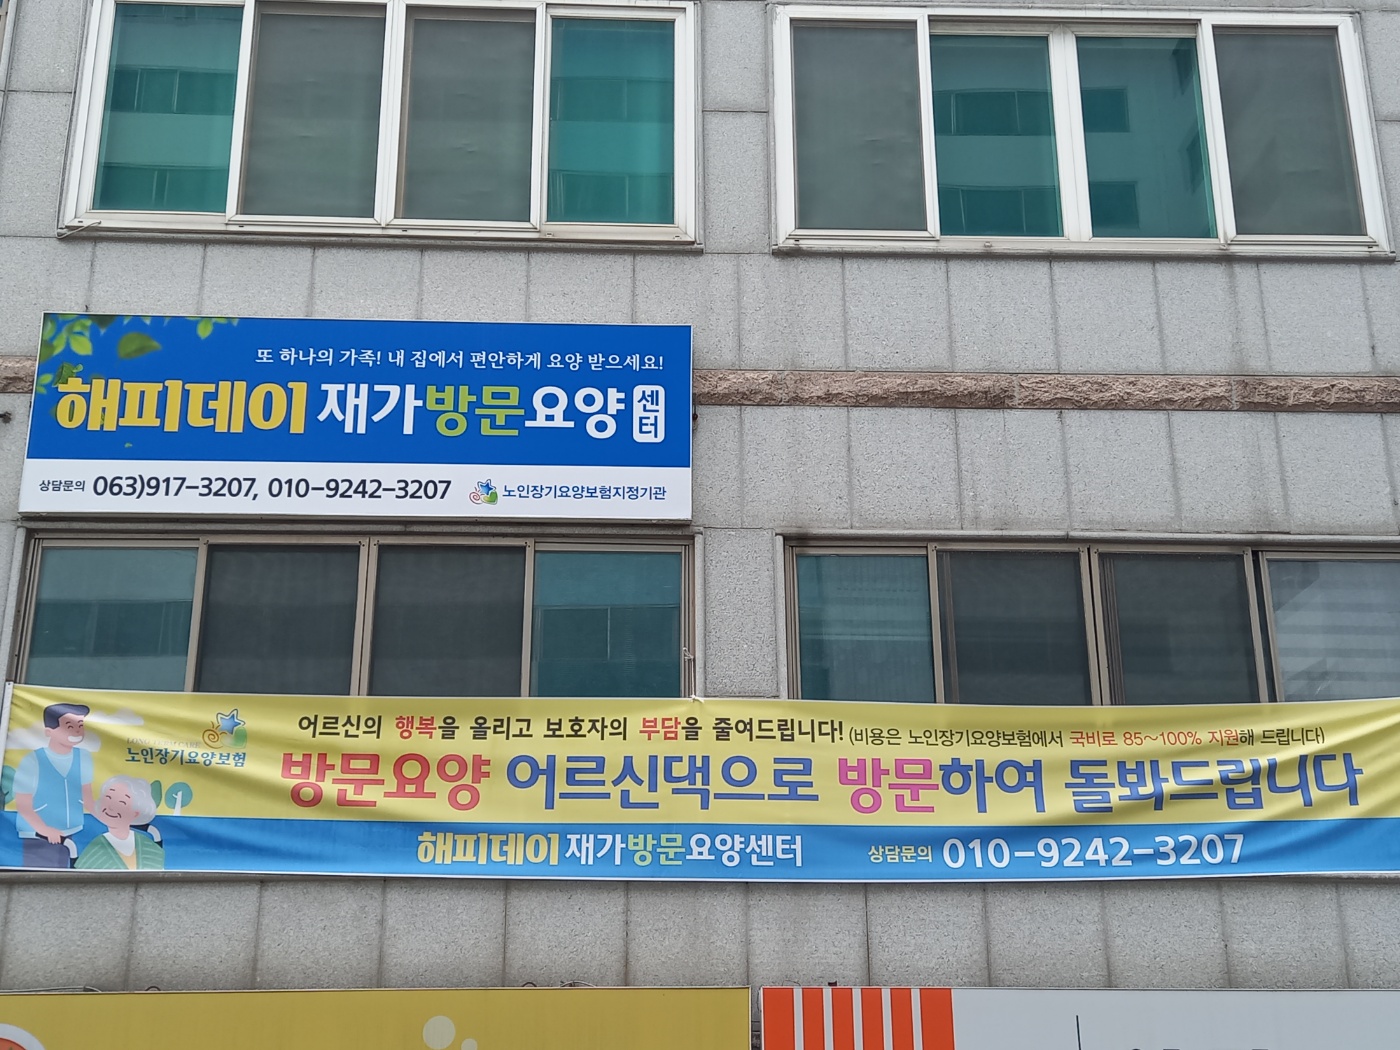 또 하나의 가족! 내 집에서 편안하게 요양 받으세요!
해피데이 재가방문요양센터
상담문의 063)917-3207, 010-9242-3207 노인장기요양보험지정기관
어르신의 행복을 올리고 보호자의 부담을 줄여드립니다! (비용은 노인장기요양보험에서 국비로 85~100% 지원해 드립니다)
노인장기요양보험
방문요양 어르신댁으로 방문하여 돌봐드립니다
해피데이 재가방문요양센터 상담문의 010-9242-3207